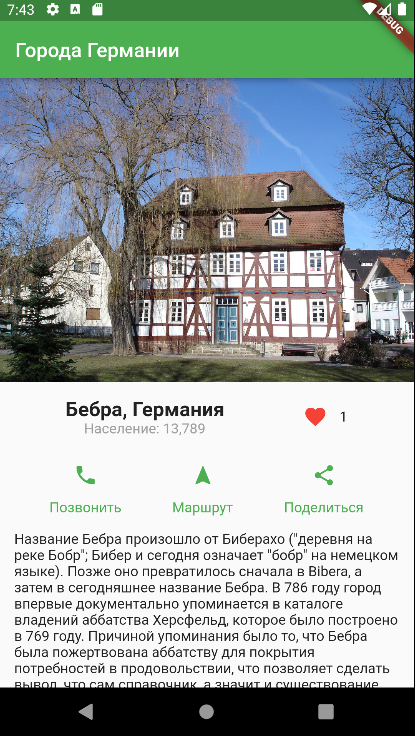 7:43
DEBUG
Города Германии
Бебра, Германия
Население: 13,789
1
Позвонить Маршрут Поделиться
Название Бебра произошло от Биберахо ("деревня на
реке Бобр"; Бибер и сегодня означает "бобр" на немецком
языке). Позже оно превратилось сначала в Bibera, а
затем в сегодняшнее название Бебра. В 786 году город
впервые документально упоминается в каталоге
владений аббатства Херсфельд, которое было построено
в 769 году. Причиной упоминания было то, что Бебра
была пожертвована аббатству для покрытия
потребностей в продовольствии, что позволяет сделать
вывод, что сам справочник, а значит и существование